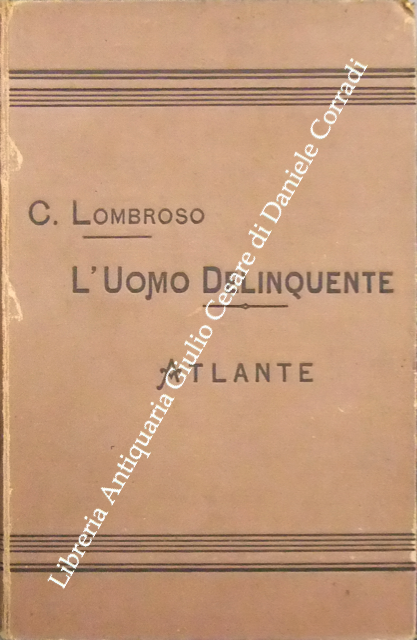 C. LOMBROSO
L'UOMO DELINQUENTE
ATLANTE
Libreria Antiquaria Giulio Cesare di Daniele Corradi